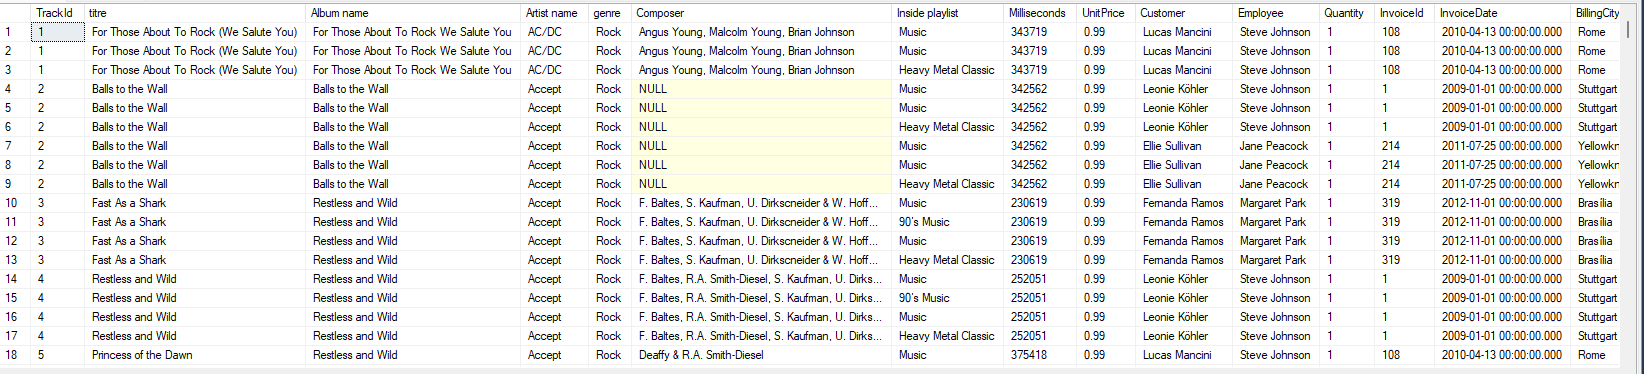 TrackId titre Album name Artist name genre Composer Inside playlist Milliseconds UnitPrice Customer Employee Quantity InvoiceId InvoiceDate BillingCity
1 1 For Those About To Rock (We Salute You) For Those About To Rock We Salute You AC/DC Rock Angus Young, Malcolm Young, Brian Johnson Music 343719 0.99 Lucas Mancini Steve Johnson 1 108 2010-04-13 00:00:00.000 Rome
2 1 For Those About To Rock (We Salute You) For Those About To Rock We Salute You AC/DC Rock Angus Young, Malcolm Young, Brian Johnson Music 343719 0.99 Lucas Mancini Steve Johnson 1 108 2010-04-13 00:00:00.000 Rome
3 1 For Those About To Rock (We Salute You) For Those About To Rock We Salute You AC/DC Rock Angus Young, Malcolm Young, Brian Johnson Heavy Metal Classic 343719 0.99 Lucas Mancini Steve Johnson 1 108 2010-04-13 00:00:00.000 Rome
4 2 Balls to the Wall Balls to the Wall Accept Rock NULL Music 342562 0.99 Leonie Köhler Steve Johnson 1 1 2009-01-01 00:00:00.000 Stuttgart
5 2 Balls to the Wall Balls to the Wall Accept Rock NULL Music 342562 0.99 Leonie Köhler Steve Johnson 1 1 2009-01-01 00:00:00.000 Stuttgart
6 2 Balls to the Wall Balls to the Wall Accept Rock NULL Heavy Metal Classic 342562 0.99 Leonie Köhler Steve Johnson 1 1 2009-01-01 00:00:00.000 Stuttgart
7 2 Balls to the Wall Balls to the Wall Accept Rock NULL Music 342562 0.99 Ellie Sullivan Jane Peacock 1 214 2011-07-25 00:00:00.000 Yellowkn
8 2 Balls to the Wall Balls to the Wall Accept Rock NULL Music 342562 0.99 Ellie Sullivan Jane Peacock 1 214 2011-07-25 00:00:00.000 Yellowkn
9 2 Balls to the Wall Balls to the Wall Accept Rock NULL Heavy Metal Classic 342562 0.99 Ellie Sullivan Jane Peacock 1 214 2011-07-25 00:00:00.000 Yellowkn
10 3 Fast As a Shark Restless and Wild Accept Rock F. Baltes, S. Kaufman, U. Dirkscneider & W. Hoff... Music 230619 0.99 Fernanda Ramos Margaret Park 1 319 2012-11-01 00:00:00.000 Brasília
11 3 Fast As a Shark Restless and Wild Accept Rock F. Baltes, S. Kaufman, U. Dirkscneider & W. Hoff... 90's Music 230619 0.99 Fernanda Ramos Margaret Park 1 319 2012-11-01 00:00:00.000 Brasília
12 3 Fast As a Shark Restless and Wild Accept Rock F. Baltes, S. Kaufman, U. Dirkscneider & W. Hoff... Music 230619 0.99 Fernanda Ramos Margaret Park 1 319 2012-11-01 00:00:00.000 Brasília
13 3 Fast As a Shark Restless and Wild Accept Rock F. Baltes, S. Kaufman, U. Dirkscneider & W. Hoff... Heavy Metal Classic 230619 0.99 Fernanda Ramos Margaret Park 1 319 2012-11-01 00:00:00.000 Brasília
14 4 Restless and Wild Restless and Wild Accept Rock F. Baltes, R.A. Smith-Diesel, S. Kaufman, U. Dirks... Music 252051 0.99 Leonie Köhler Steve Johnson 1 1 2009-01-01 00:00:00.000 Stuttgart
15 4 Restless and Wild Restless and Wild Accept Rock F. Baltes, R.A. Smith-Diesel, S. Kaufman, U. Dirks... 90's Music 252051 0.99 Leonie Köhler Steve Johnson 1 1 2009-01-01 00:00:00.000 Stuttgart
16 4 Restless and Wild Restless and Wild Accept Rock F. Baltes, R.A. Smith-Diesel, S. Kaufman, U. Dirks... Music 252051 0.99 Leonie Köhler Steve Johnson 1 1 2009-01-01 00:00:00.000 Stuttgart
17 4 Restless and Wild Restless and Wild Accept Rock F. Baltes, R.A. Smith-Diesel, S. Kaufman, U. Dirks... Heavy Metal Classic 252051 0.99 Leonie Köhler Steve Johnson 1 1 2009-01-01 00:00:00.000 Stuttgart
18 5 Princess of the Dawn Restless and Wild Accept Rock Deaffy & R.A. Smith-Diesel Music 375418 0.99 Lucas Mancini Steve Johnson 1 108 2010-04-13 00:00:00.000 Rome